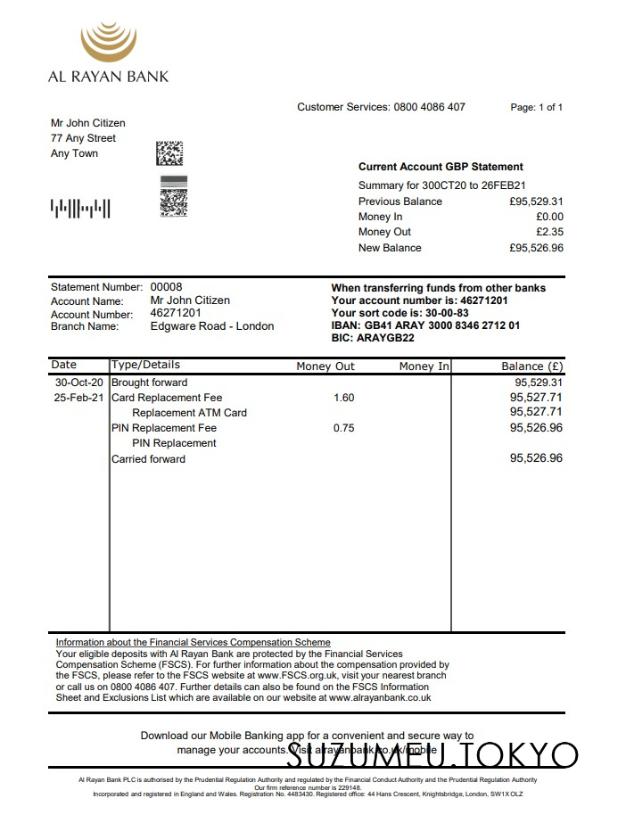 AL RAYAN BANK
Customer Services: 0800 4086 407
Page: 1 of 1
Mr John Citizen
77 Any Street
Any Town
Current Account GBP Statement
Summary for 300CT20 to 26FEB21
Previous Balance £95,529.31
Money In £0.00
Money Out £2.35
New Balance £95,526.96
Statement Number: 00008
Account Name: Mr John Citizen
Account Number: 46271201
Branch Name: Edgware Road - London
When transferring funds from other banks
Your account number is: 46271201
Your sort code is: 30-00-83
IBAN: GB41 ARAY 3000 8346 2712 01
BIC: ARAYGB22
Date Type/Details Money Out Money In Balance (£)
30-Oct-20 Brought forward 95,529.31
25-Feb-21 Card Replacement Fee 1.60 95,527.71
Replacement ATM Card 95,527.71
PIN Replacement Fee 0.75 95,526.96
PIN Replacement
Carried forward 95,526.96
Information about the Financial Services Compensation Scheme
Your eligible deposits with Al Rayan Bank are protected by the Financial Services
Compensation Scheme (FSCS). For further information about the compensation provided by
the FSCS, please refer to the FSCS website at www.FSCS.org.uk, visit your nearest branch
or call us on 0800 4086 407. Further details can also be found on the FSCS Information
Sheet and Exclusions List which are available on our website at www.alrayanbank.co.uk
Download our Mobile Banking app for a convenient and secure way to
manage your accounts. Visit alrayanbank.co.uk/mobile
SUZUMEU.TOKYO
Al Rayan Bank PLC is authorised by the Prudential Regulation Authority and regulated by the Financial Conduct Authority and the Prudential Regulation Authority
Our firm reference number is 229148.
Incorporated and registered in England and Wales. Registration No. 4483430. Registered office: 44 Hans Crescent, Knightsbridge, London, SW1X OLZ